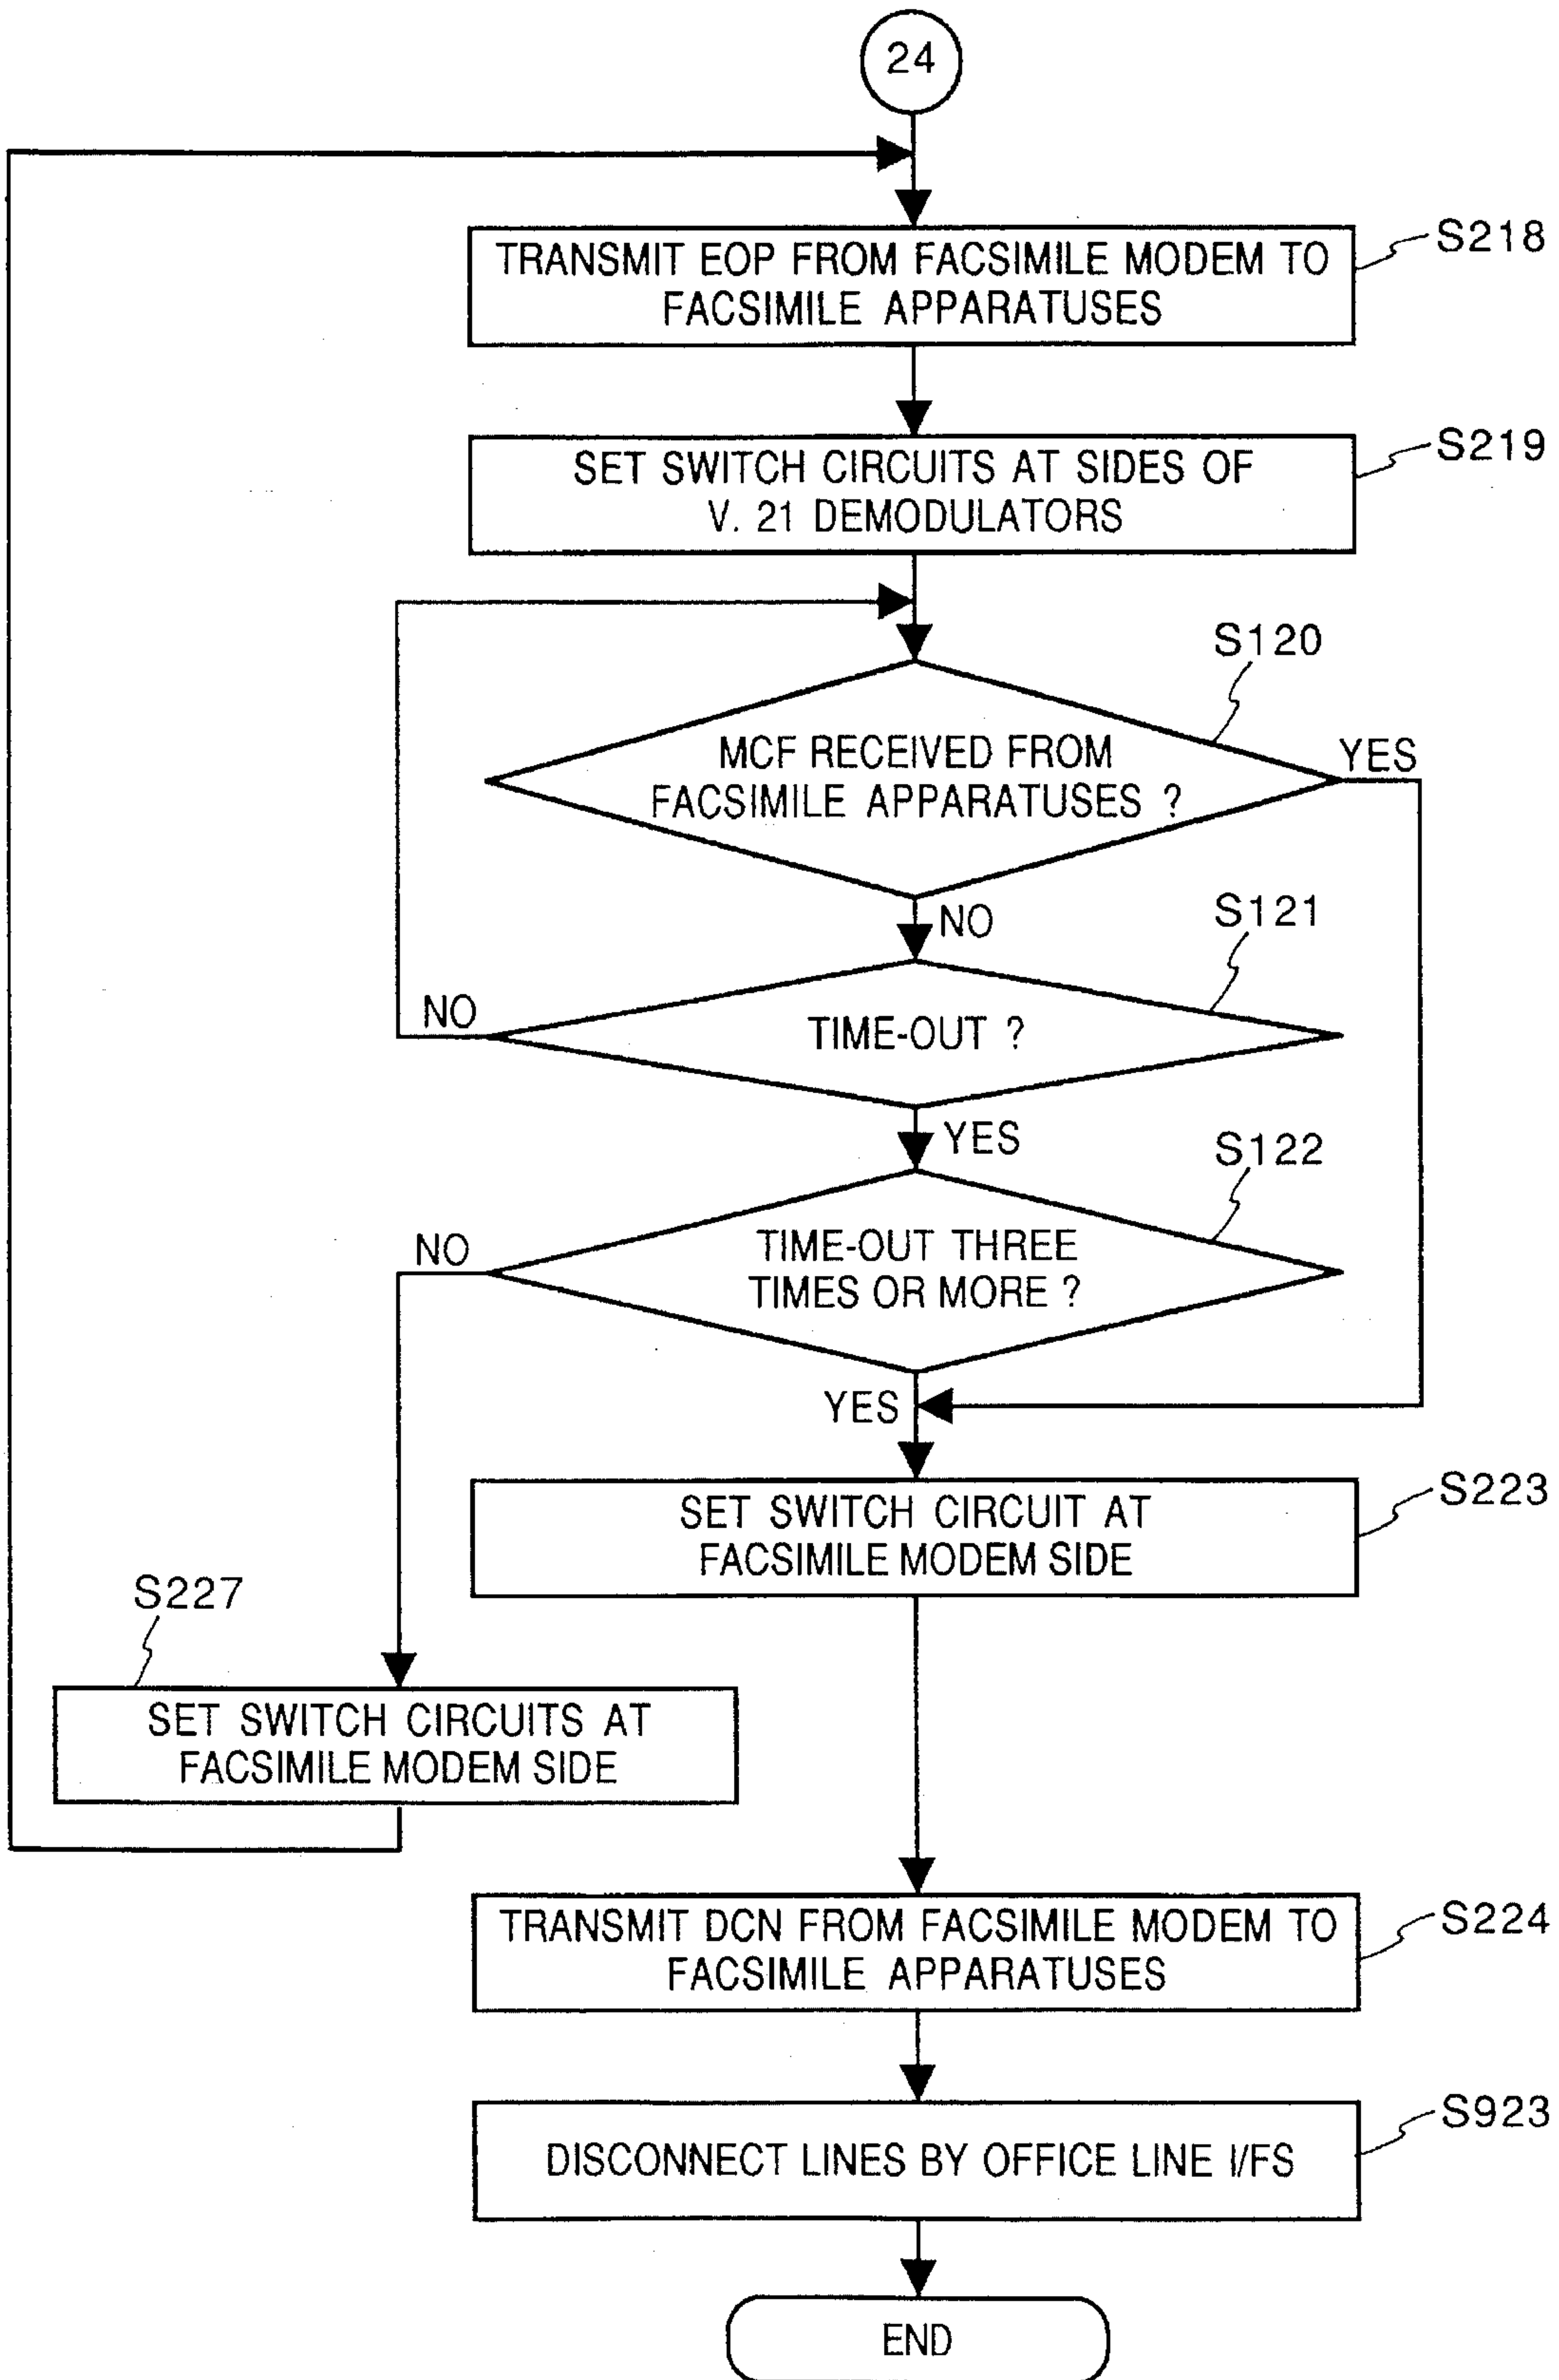 24
TRANSMIT EOP FROM FACSIMILE MODEM TO
FACSIMILE APPARATUSES
S218
SET SWITCH CIRCUITS AT SIDES OF
V. 21 DEMODULATORS
S219
S120
MCF RECEIVED FROM
FACSIMILE APPARATUSES ?
YES
NO
S121
NO
TIME-OUT ?
YES
S122
NO
TIME-OUT THREE
TIMES OR MORE ?
YES
SET SWITCH CIRCUIT AT
FACSIMILE MODEM SIDE
S223
S227
SET SWITCH CIRCUITS AT
FACSIMILE MODEM SIDE
TRANSMIT DCN FROM FACSIMILE MODEM TO
FACSIMILE APPARATUSES
S224
DISCONNECT LINES BY OFFICE LINE I/FS
S923
END